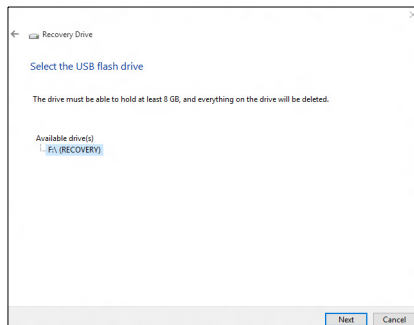 Recovery Drive
Select the USB flash drive
The drive must be able to hold at least 8 GB, and everything on the drive will be deleted.
Available drive(s)
F:\ (RECOVERY)
Next Cancel